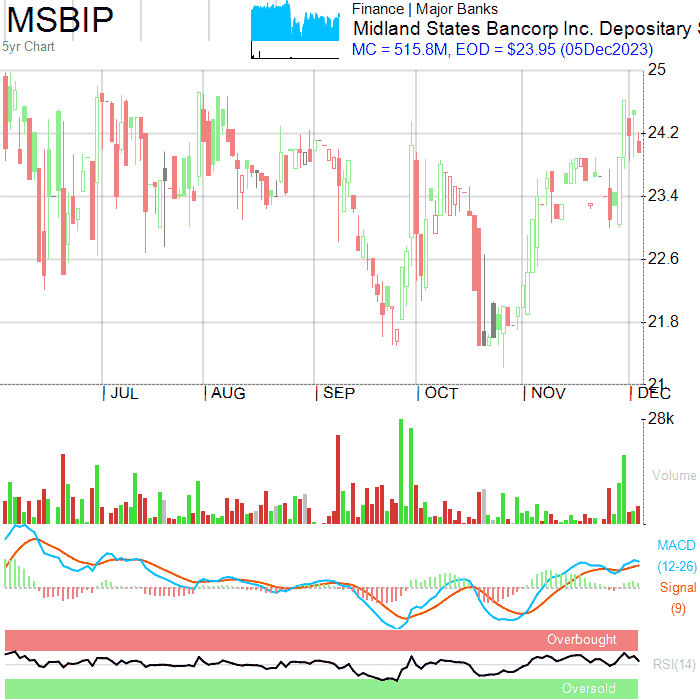 MSBIP
5yr Chart
Finance | Major Banks
Midland States Bancorp Inc. Depositary S
MC = 515.8M, EOD = $23.95 (05Dec2023)
25
24.2
23.4
22.6
21.8
21
JUL
AUG
SEP
OCT
NOV
DEC
28k
Volume
MACD
(12-26)
Signal
(9)
Overbought
RSI(14)
Oversold